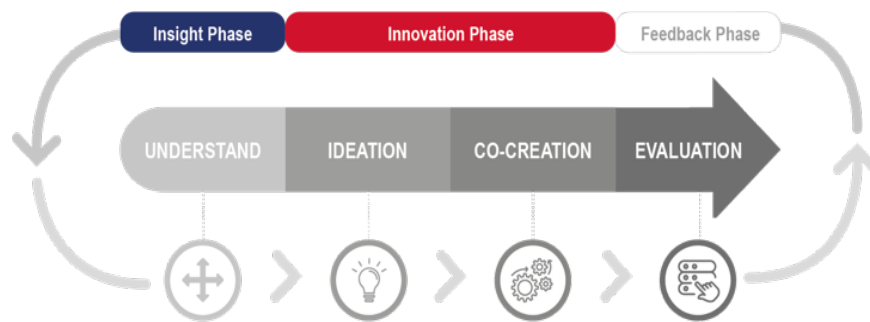 Insight Phase
Innovation Phase
Feedback Phase
UNDERSTAND
IDEATION
CO-CREATION
EVALUATION